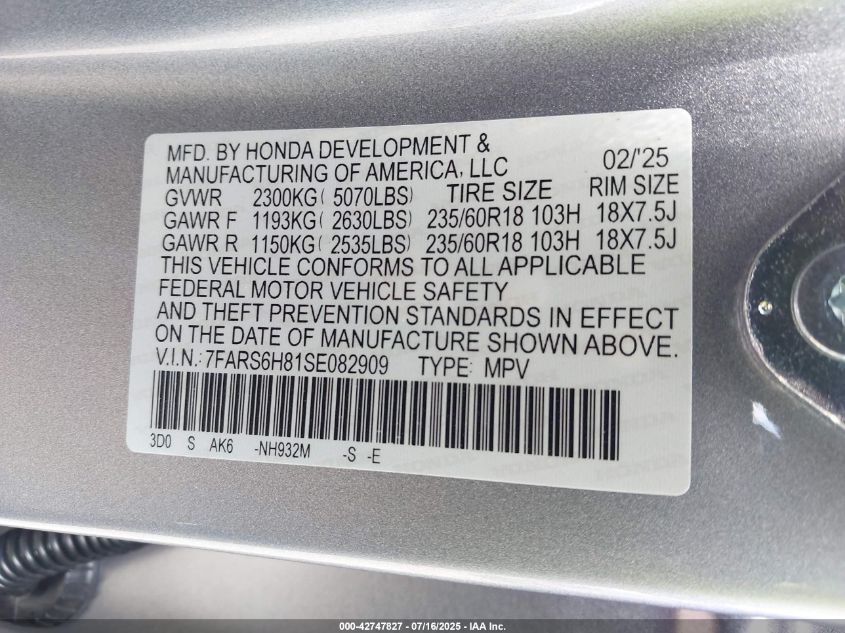 MFD. BY HONDA DEVELOPMENT &
MANUFACTURING OF AMERICA, LLC 02/'25
GVWR 2300KG( 5070LBS) TIRE SIZE RIM SIZE
GAWR F 1193KG( 2630LBS) 235/60R18 103H 18X7.5J
GAWR R 1150KG( 2535LBS) 235/60R18 103H 18X7.5J
THIS VEHICLE CONFORMS TO ALL APPLICABLE
FEDERAL MOTOR VEHICLE SAFETY
AND THEFT PREVENTION STANDARDS IN EFFECT
ON THE DATE OF MANUFACTURE SHOWN ABOVE.
V.I.N.: 7FARS6H81SE082909 TYPE: MPV
3D0 S AK6 -NH932M -S -E
000-42747827 - 07/16/2025 - IAA Inc.